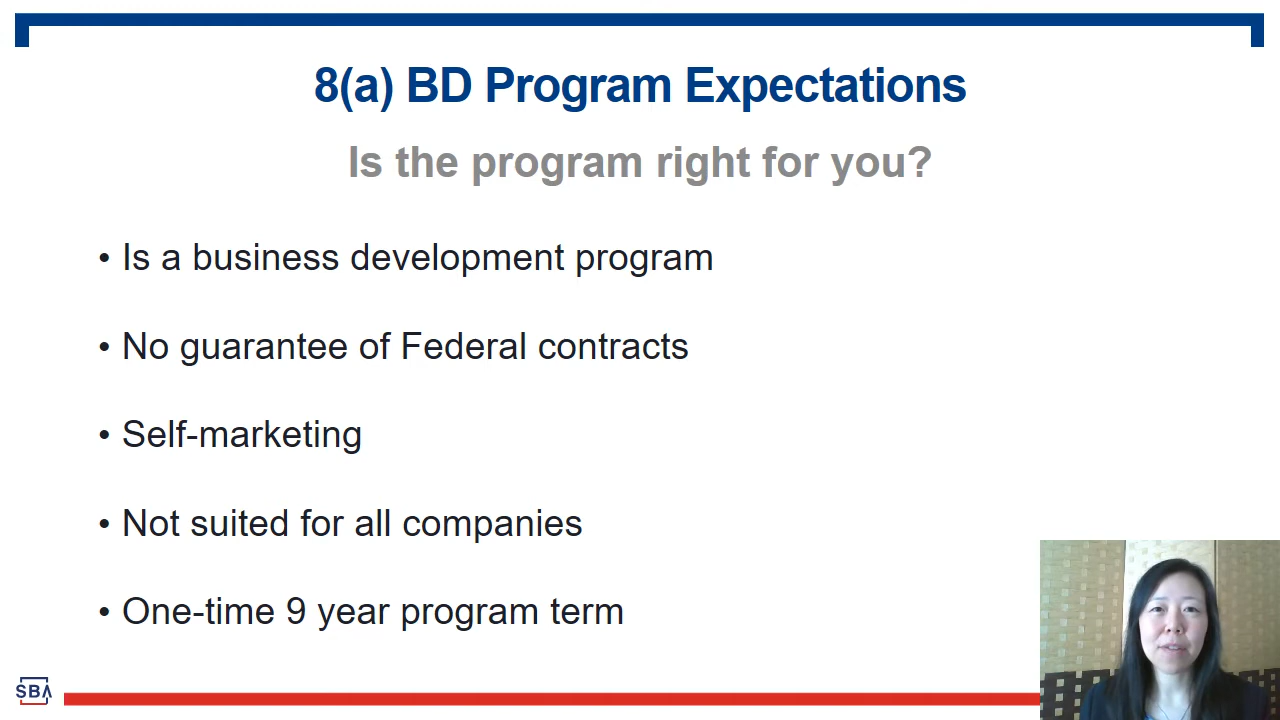 8(a) BD Program Expectations
Is the program right for you?
• Is a business development program
• No guarantee of Federal contracts
• Self-marketing
• Not suited for all companies
• One-time 9 year program term
SBA